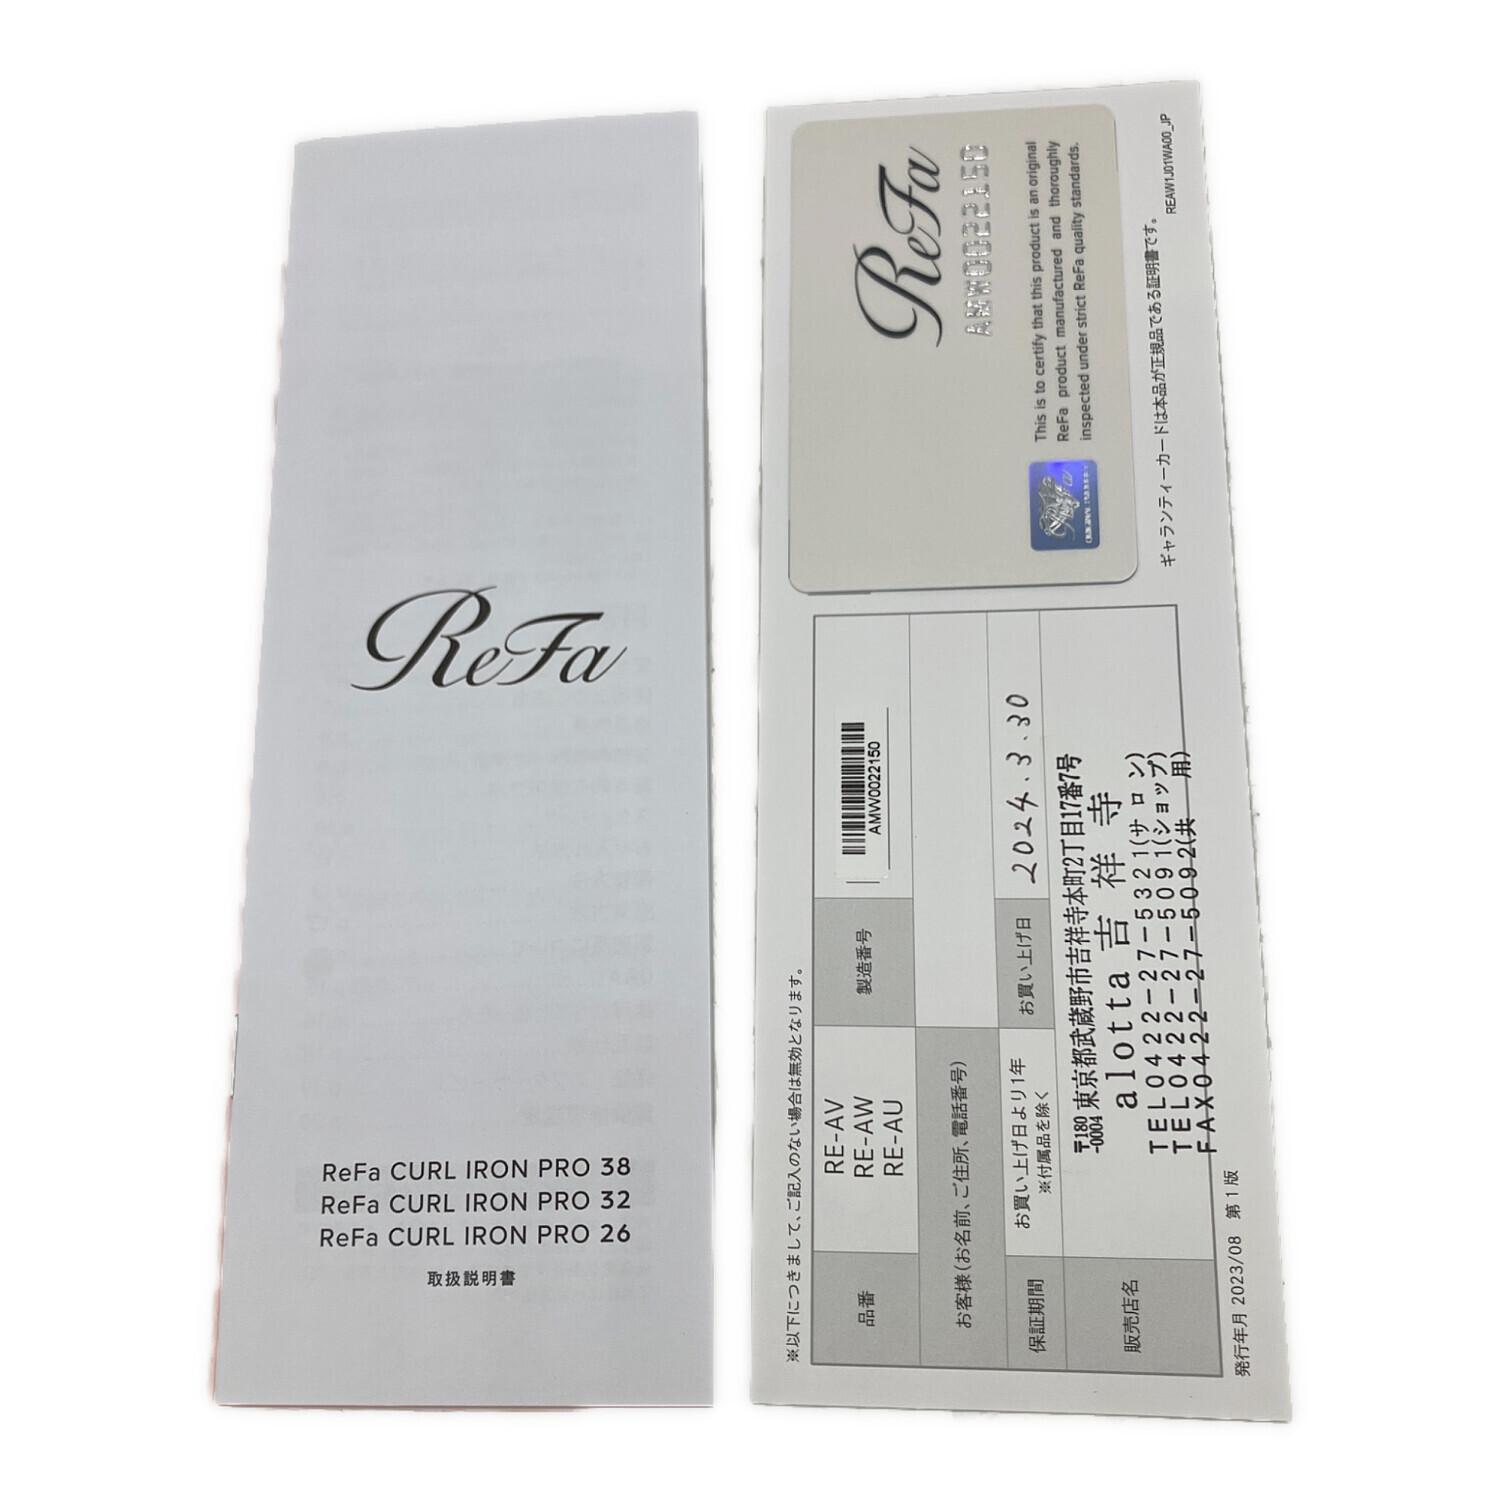 ReFa
ReFa CURL IRON PRO 38
ReFa CURL IRON PRO 32
ReFa CURL IRON PRO 26
取扱説明書
※以下につきまして、ご記入のない場合は無効となります。
品番
RE-AV
RE-AW
RE-AU
製造番号
AMW0022150
お客様(お名前、ご住所、電話番号)
保証期間
お買い上げ日より1年
※付属品を除く
お買い上げ日
2024.3.30
販売店名
〒180-0004 東京都武蔵野市吉祥寺本町2丁目17番7号
alotta 吉祥寺
TEL0422-27-5321(サロン)
TEL0422-27-5091(ショップ)
FAX0422-27-5092(共用)
発行年月 2023/08 第1版
ReFa
AMW0022150
This is to certify that this product is an original
ReFa product manufactured and thoroughly
inspected under strict ReFa quality standards.
ReFa
ギャランティーカードは本品が正規品である証明書です。
REAW1J01WA00_JP